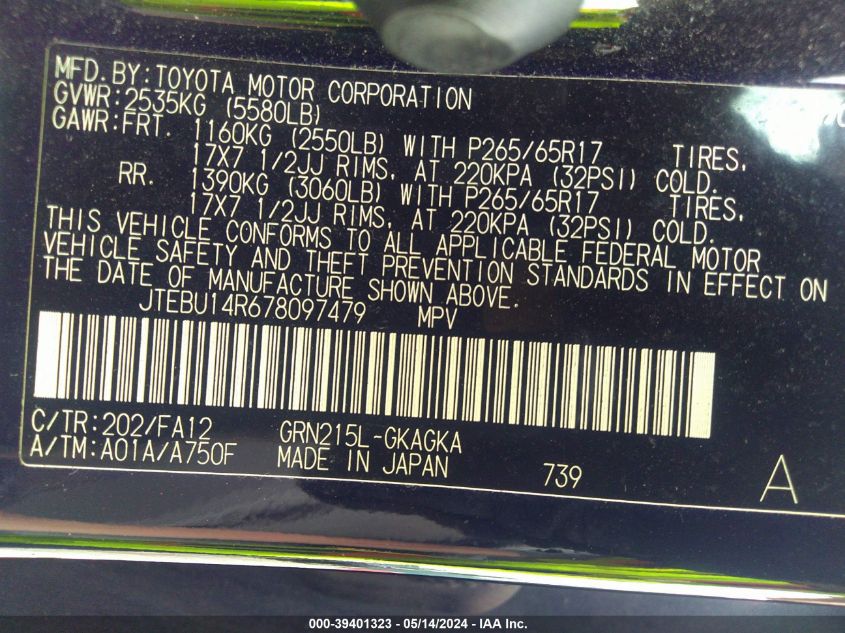 MFD. BY: TOYOTA MOTOR CORPORATION
GVWR: 2535KG (5580LB)
GAWR: FRT. 1160KG (2550LB) WITH P265/65R17 TIRES,
17X7 1/2JJ RIMS, AT 220KPA (32PSI) COLD.
RR. 1390KG (3060LB) WITH P265/65R17 TIRES,
17X7 1/2JJ RIMS, AT 220KPA (32PSI) COLD.
THIS VEHICLE CONFORMS TO ALL APPLICABLE FEDERAL MOTOR
VEHICLE SAFETY AND THEFT PREVENTION STANDARDS IN EFFECT ON
THE DATE OF MANUFACTURE SHOWN ABOVE.
JTEBU14R678097479 MPV
C/TR: 202/FA12 GRN215L-GKAGKA
A/TM: A01A/A750F MADE IN JAPAN 739 A
000-39401323 - 05/14/2024 - IAA Inc.